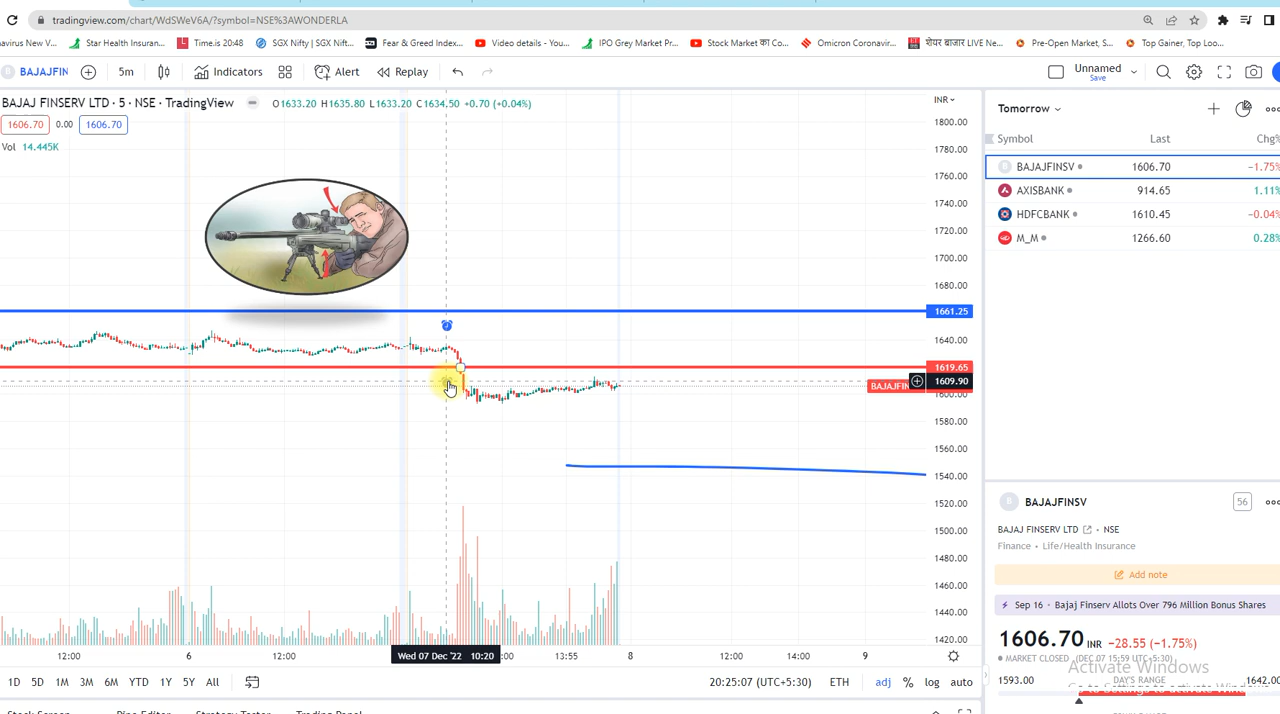 tradingview.com/chart/WdSWeV6A/?symbol=NSE%3AWONDERLA
avirus New V... Star Health Insuran... Time.is 20:48 SGX Nifty | SGX Nift... Fear & Greed Index... Video details - You... IPO Grey Market Pr... Stock Market का Co... Omicron Coronavir... शेयर बाजार LIVE Ne... Pre-Open Market, S... Top Gainer, Top Loo...
BAJAJFIN 5m Indicators Alert Replay Unnamed
Save
BAJAJ FINSERV LTD · 5 · NSE · TradingView O1633.20 H1635.80 L1633.20 C1634.50 +0.70 (+0.04%) INR
1606.70 0.00 1606.70
Vol 14.445K
1800.00
1780.00
1760.00
1740.00
1720.00
1700.00
1680.00
1661.25
1640.00
1619.65
1609.90
BAJAJFIN
1600.00
1580.00
1560.00
1540.00
1520.00
1500.00
1480.00
1460.00
1440.00
1420.00
12:00 6 12:00 Wed 07 Dec '22 10:20 :00 13:55 8 12:00 14:00 9
1D 5D 1M 3M 6M YTD 1Y 5Y All 20:25:07 (UTC+5:30) ETH adj % log auto
Stock Screener Pine Editor Strategy Tester Trading Panel
Tomorrow
Symbol Last Chg%
BAJAJFINSV 1606.70 −1.75%
AXISBANK 914.65 1.11%
HDFCBANK 1610.45 −0.04%
M_M 1266.60 0.28%
BAJAJFINSV 56
BAJAJ FINSERV LTD · NSE
Finance · Life/Health Insurance
Add note
Sep 16 · Bajaj Finserv Allots Over 796 Million Bonus Shares
1606.70 INR −28.55 (−1.75%)
MARKET CLOSED (DEC 07 15:59 UTC+5:30)
Activate Windows
Go to Settings to activate Windows
1593.00 DAY'S RANGE 1642.00